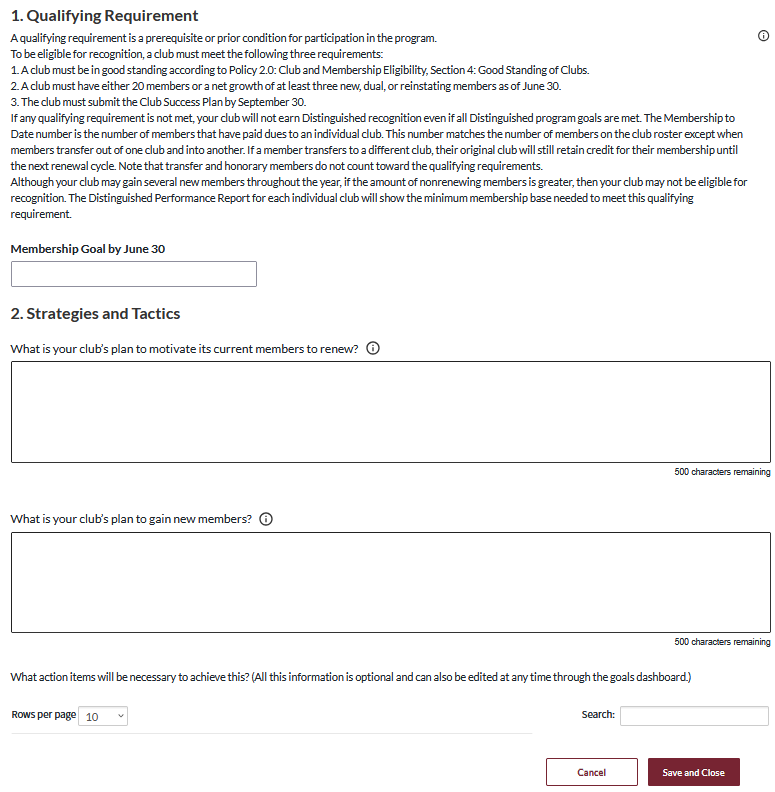 1. Qualifying Requirement
A qualifying requirement is a prerequisite or prior condition for participation in the program.
To be eligible for recognition, a club must meet the following three requirements:
1. A club must be in good standing according to Policy 2.0: Club and Membership Eligibility, Section 4: Good Standing of Clubs.
2. A club must have either 20 members or a net growth of at least three new, dual, or reinstating members as of June 30.
3. The club must submit the Club Success Plan by September 30.
If any qualifying requirement is not met, your club will not earn Distinguished recognition even if all Distinguished program goals are met. The Membership to
Date number is the number of members that have paid dues to an individual club. This number matches the number of members on the club roster except when
members transfer out of one club and into another. If a member transfers to a different club, their original club will still retain credit for their membership until
the next renewal cycle. Note that transfer and honorary members do not count toward the qualifying requirements.
Although your club may gain several new members throughout the year, if the amount of nonrenewing members is greater, then your club may not be eligible for
recognition. The Distinguished Performance Report for each individual club will show the minimum membership base needed to meet this qualifying
requirement.
Membership Goal by June 30
2. Strategies and Tactics
What is your club's plan to motivate its current members to renew?
500 characters remaining
What is your club's plan to gain new members?
500 characters remaining
What action items will be necessary to achieve this? (All this information is optional and can also be edited at any time through the goals dashboard.)
Rows per page 10 Search:
Cancel Save and Close